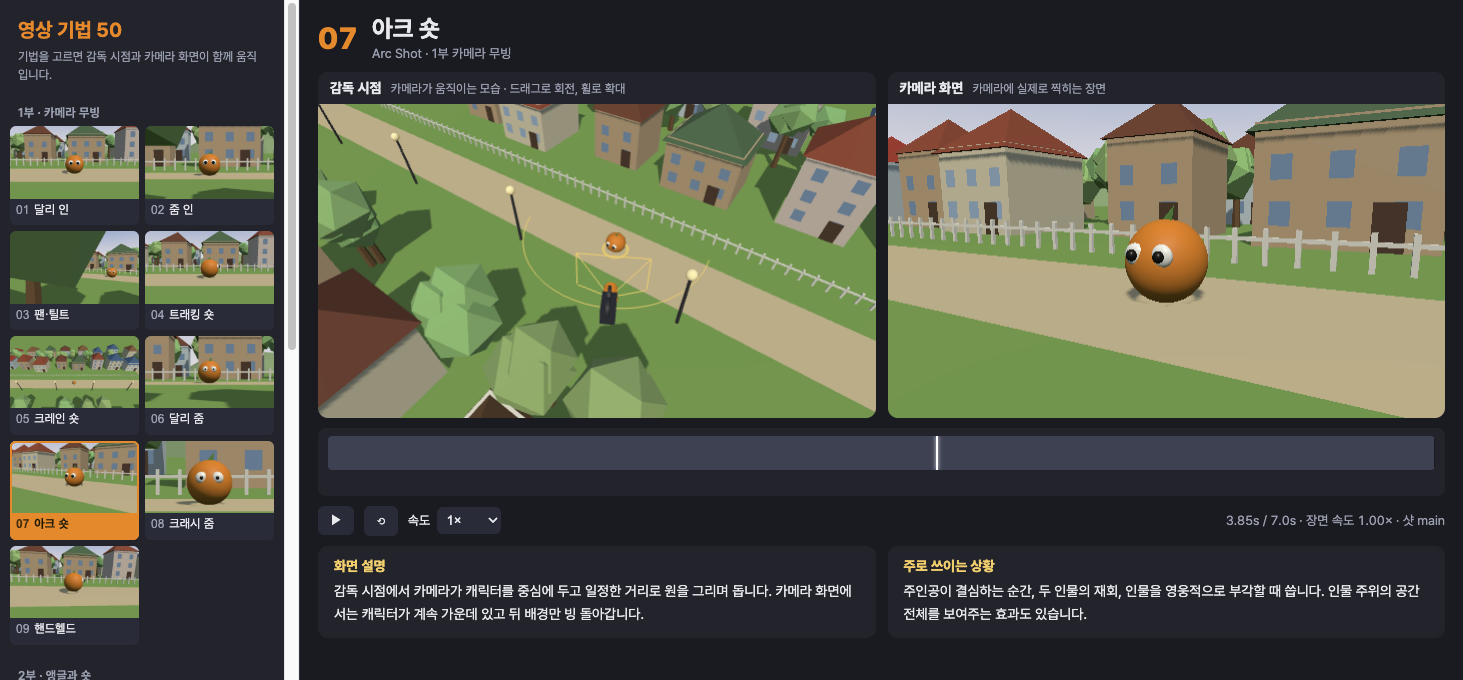 영상 기법 50
기법을 고르면 감독 시점과 카메라 화면이 함께 움직
입니다.
1부 · 카메라 무빙
01 달리 인
02 줌 인
03 팬·틸트
04 트래킹 숏
05 크레인 숏
06 달리 줌
07 아크 숏
08 크래시 줌
09 핸드헬드
2부 · 앵글과 숏
07 아크 숏
Arc Shot · 1부 카메라 무빙
감독 시점 카메라가 움직이는 모습 · 드래그로 회전, 휠로 확대
카메라 화면 카메라에 실제로 찍히는 장면
속도 1×
3.85s / 7.0s · 장면 속도 1.00× · 샷 main
화면 설명
감독 시점에서 카메라가 캐릭터를 중심에 두고 일정한 거리로 원을 그리며 돕니다. 카메라 화면에
서는 캐릭터가 계속 가운데에 있고 뒤 배경만 빙 돌아갑니다.
주로 쓰이는 상황
주인공이 결심하는 순간, 두 인물의 재회, 인물을 영웅적으로 부각할 때 씁니다. 인물 주위의 공간
전체를 보여주는 효과도 있습니다.